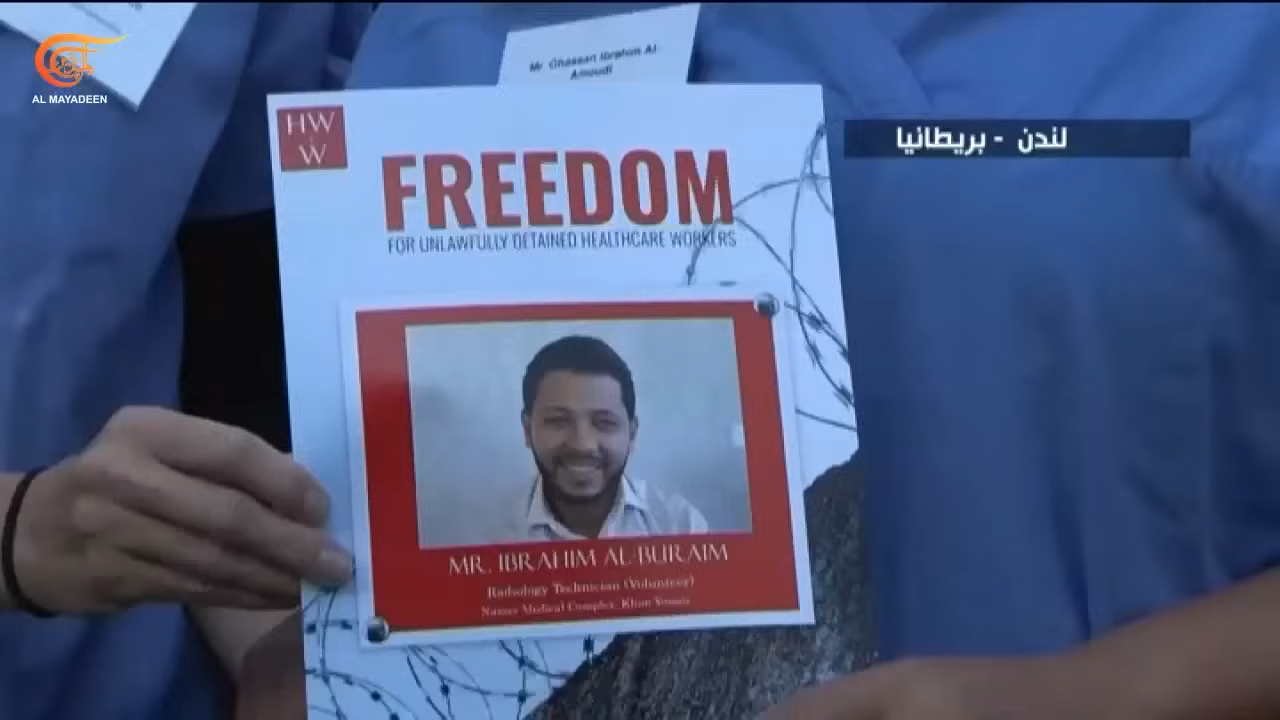 AL MAYADEEN
Mr. Ghassan Ibrahim Al-
Amoudi
لندن - بريطانيا
HW
W
FREEDOM
FOR UNLAWFULLY DETAINED HEALTHCARE WORKERS
MR. IBRAHIM AL-BURAIM
Radiology Technician (Volunteer)
Nasser Medical Complex, Khan Younis